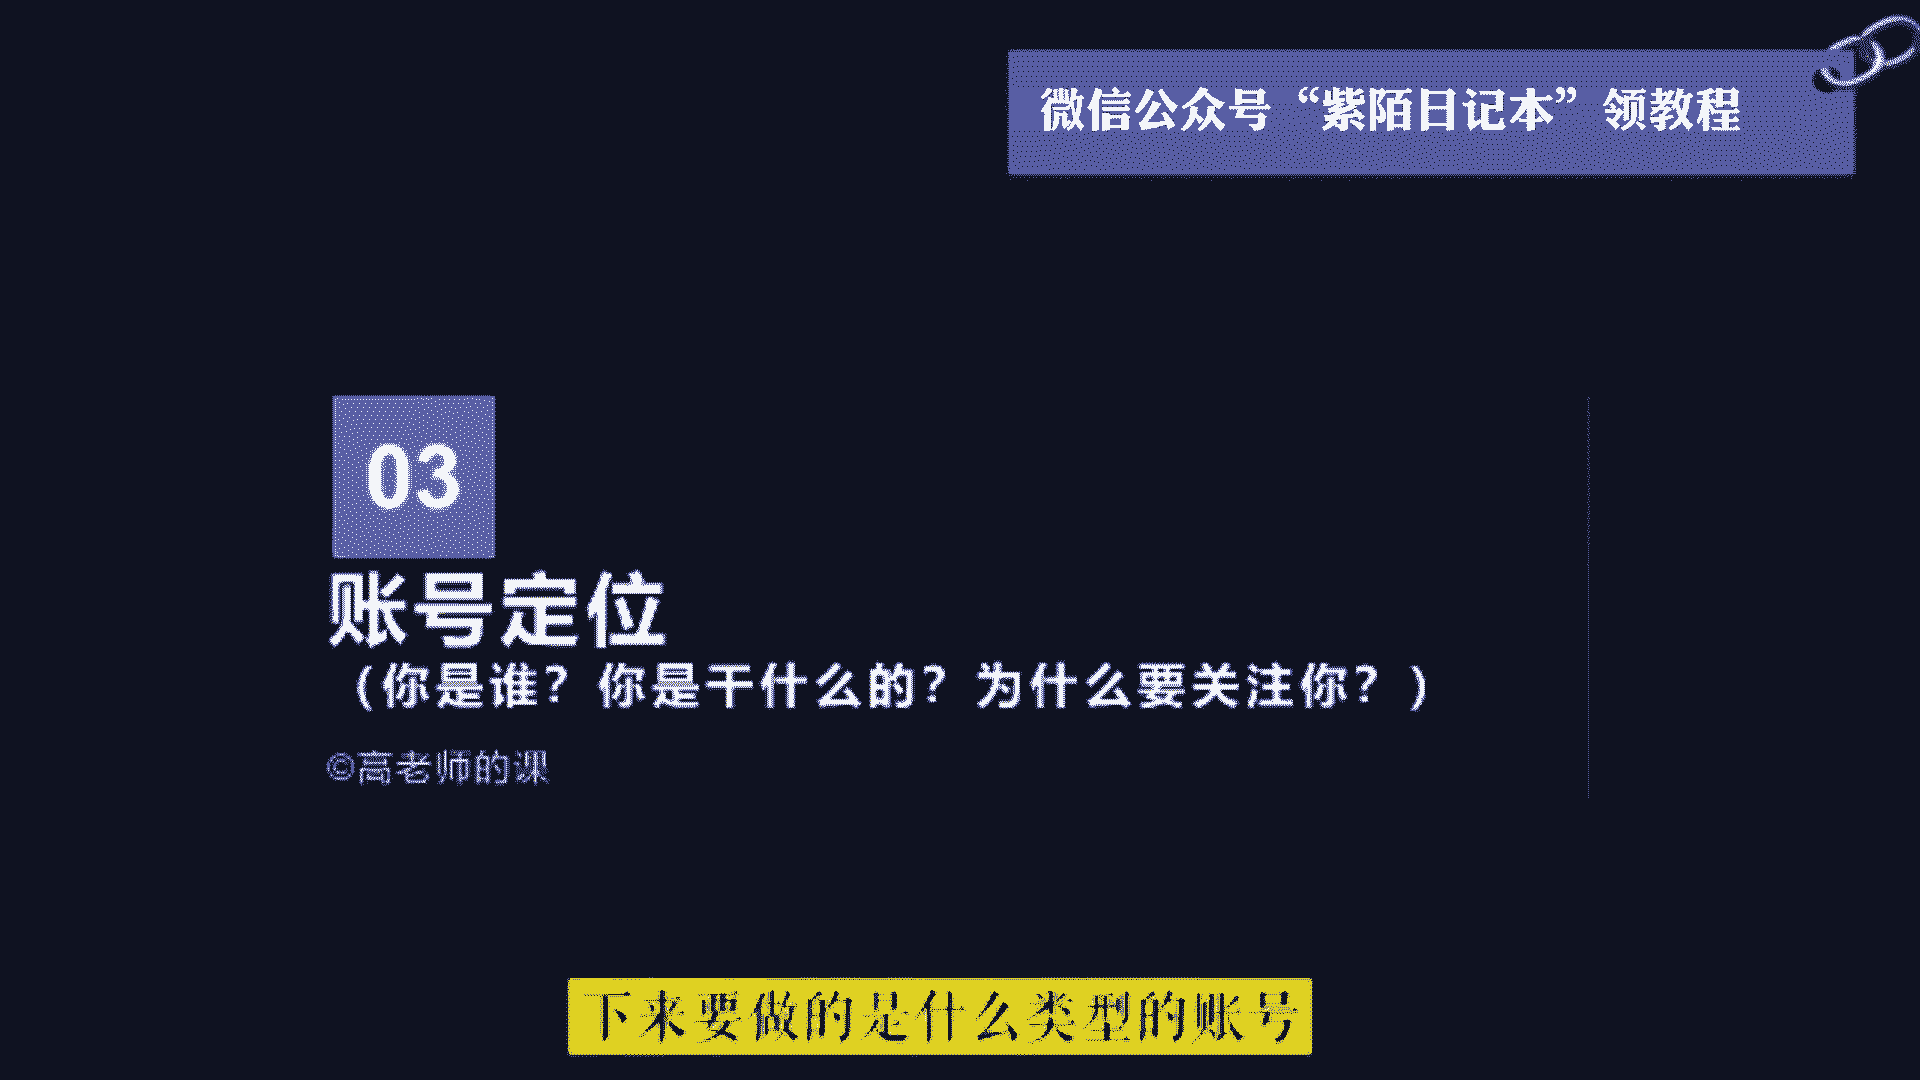 微信公众号“紫陌日记本”领教程
03
账号定位
（你是谁？你是干什么的？为什么要关注你？）
©高老师的课
下来要做的是什么类型的账号